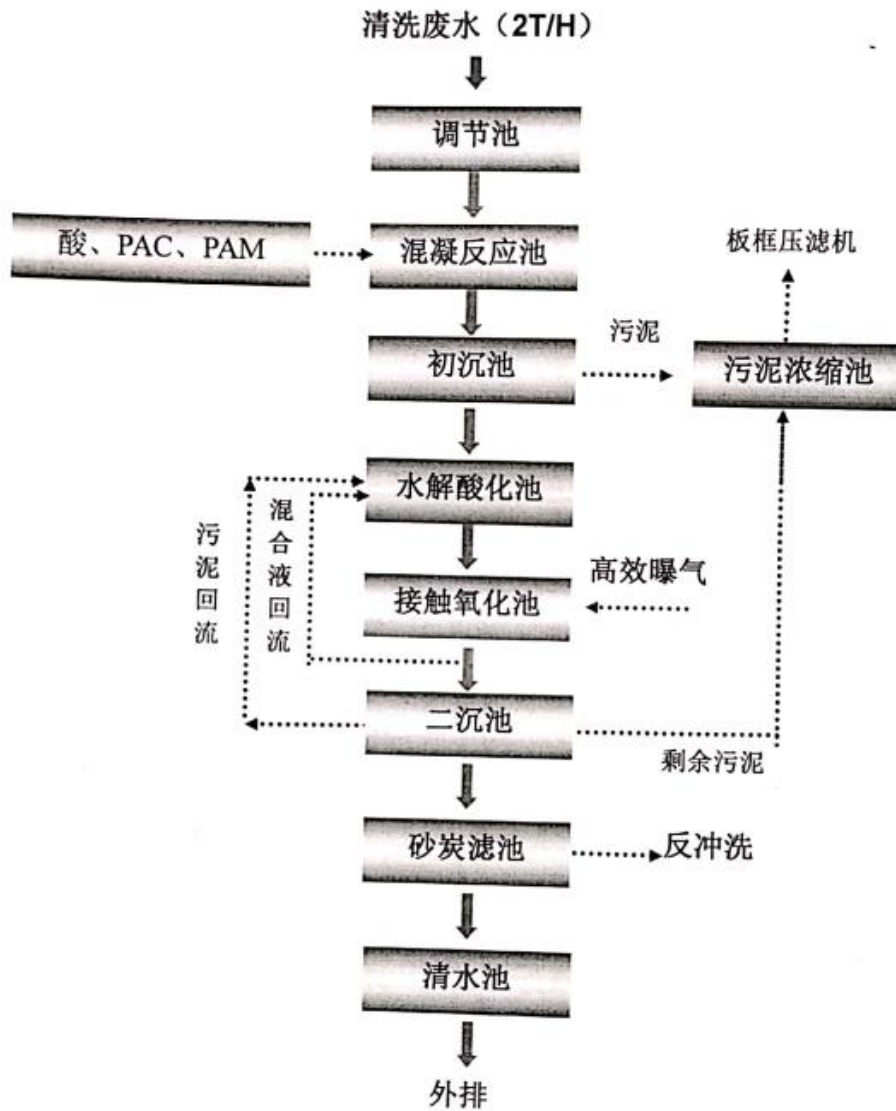 清洗废水（2T/H）
调节池
酸、PAC、PAM
混凝反应池
板框压滤机
污泥
初沉池
污泥浓缩池
水解酸化池
污泥回流
混合液回流
高效曝气
接触氧化池
二沉池
剩余污泥
砂炭滤池
反冲洗
清水池
外排